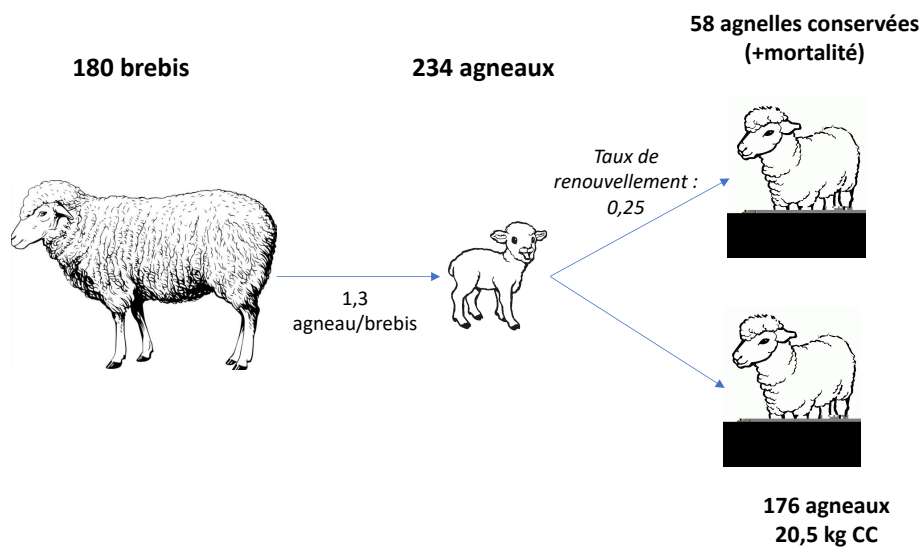 180 brebis
234 agneaux
58 agnelles conservées
(+mortalité)
Taux de
renouvellement :
0,25
1,3
agneau/brebis
176 agneaux
20,5 kg CC